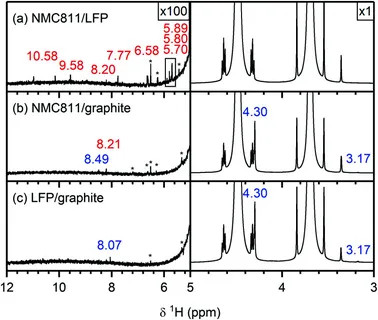 (a) NMC811/LFP
x100
x1
5.89
5.80
5.70
10.58
9.58
8.20
7.77
6.58
*
*
*
(b) NMC811/graphite
4.30
8.21
8.49
3.17
* * * *
*
(c) LFP/graphite
4.30
8.07
3.17
*
*
12 10 8 6 5 4 3
δ ¹H (ppm)